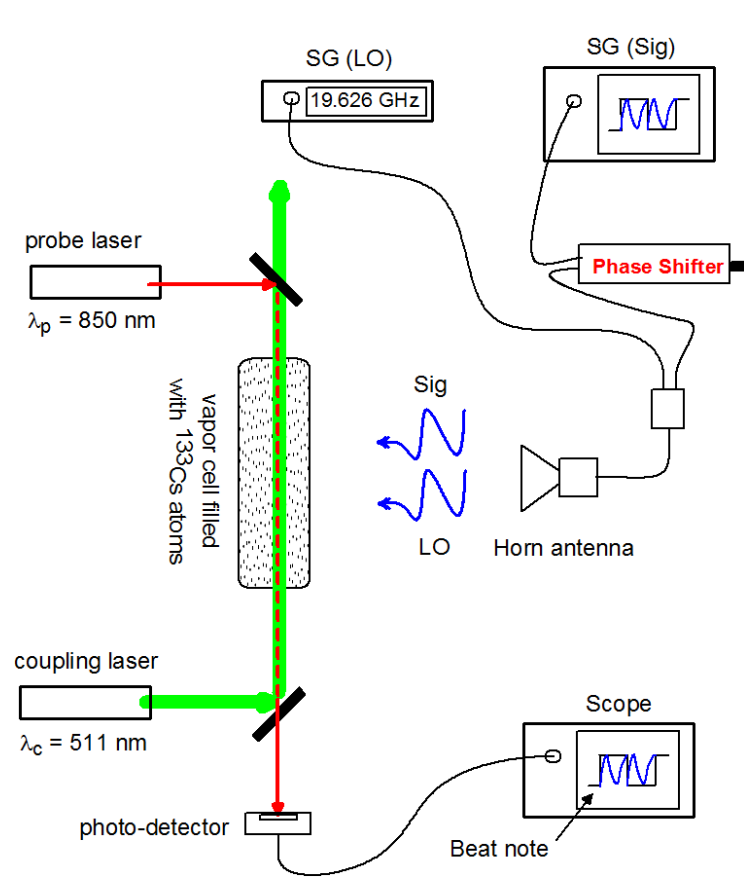 SG (LO)
19.626 GHz
SG (Sig)
probe laser
λp = 850 nm
Phase Shifter
vapor cell filled
with 133Cs atoms
Sig
LO
Horn antenna
coupling laser
λc = 511 nm
Scope
photo-detector
Beat note